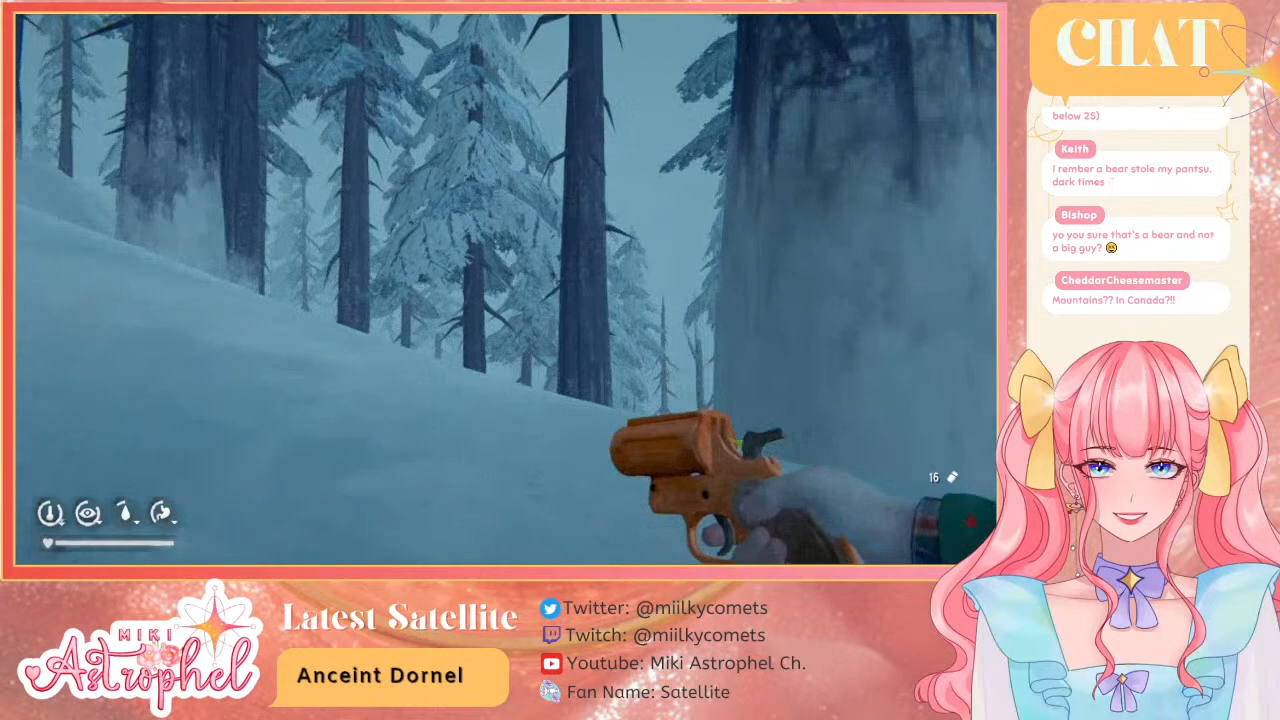 CHAT
below 25)
Keith
I rember a bear stole my pantsu.
dark times
Bishop
yo you sure that's a bear and not
a big guy?
CheddarCheesemaster
Mountains?? In Canada?!!
16
MIKI
Astrophel
Latest Satellite
Anceint Dornel
Twitter: @miilkycomets
Twitch: @miilkycomets
Youtube: Miki Astrophel Ch.
Fan Name: Satellite